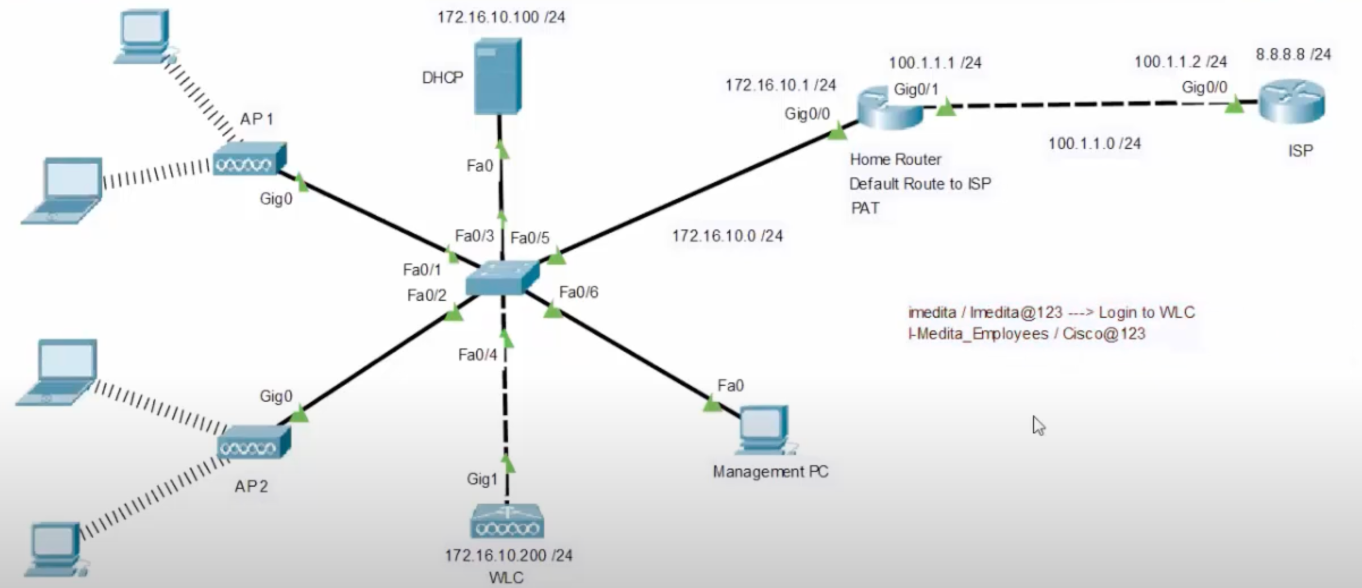 172.16.10.100 /24
DHCP
Fa0
AP1
Gig0
Fa0/3
Fa0/5
Fa0/1
Fa0/2
Fa0/6
Fa0/4
172.16.10.1 /24
Gig0/0
100.1.1.1 /24
Gig0/1
100.1.1.2 /24
Gig0/0
8.8.8.8 /24
ISP
100.1.1.0 /24
Home Router
Default Route to ISP
PAT
172.16.10.0 /24
imedita / Imedita@123 ---> Login to WLC
I-Medita_Employees / Cisco@123
Gig0
AP2
Fa0
Management PC
Gig1
172.16.10.200 /24
WLC